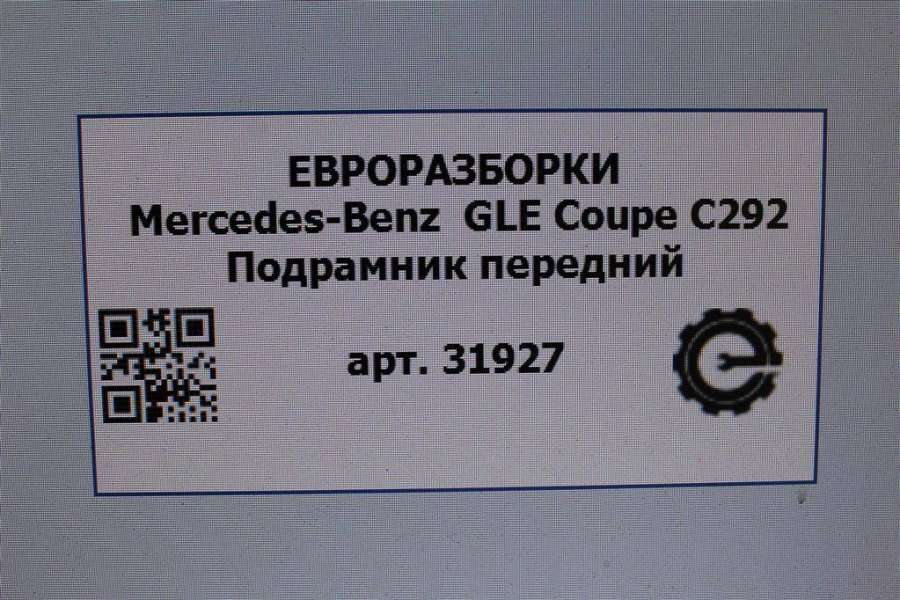 ЕВРОРАЗБОРКИ
Mercedes-Benz GLE Coupe C292
Подрамник передний
арт. 31927